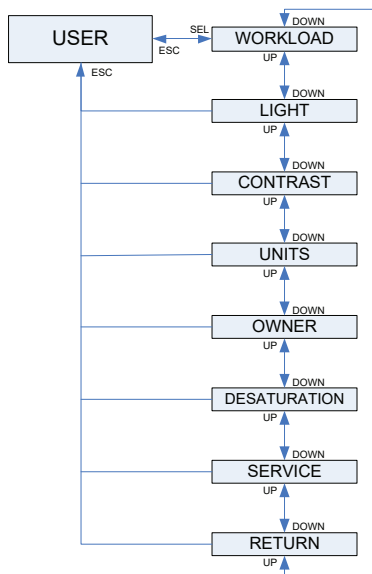 DOWN
USER
SEL
ESC
WORKLOAD
UP
ESC
DOWN
LIGHT
UP
DOWN
CONTRAST
UP
DOWN
UNITS
UP
DOWN
OWNER
UP
DOWN
DESATURATION
UP
DOWN
SERVICE
UP
DOWN
RETURN
UP